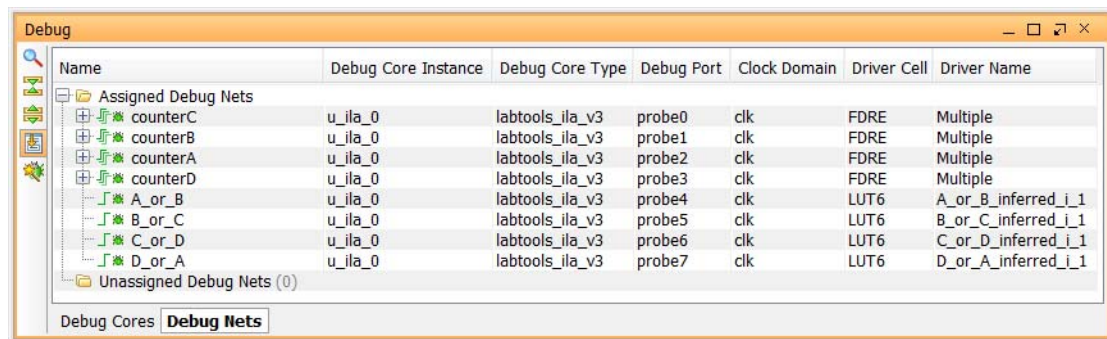 Debug
Name Debug Core Instance Debug Core Type Debug Port Clock Domain Driver Cell Driver Name
Assigned Debug Nets
counterC u_ila_0 labtools_ila_v3 probe0 clk FDRE Multiple
counterB u_ila_0 labtools_ila_v3 probe1 clk FDRE Multiple
counterA u_ila_0 labtools_ila_v3 probe2 clk FDRE Multiple
counterD u_ila_0 labtools_ila_v3 probe3 clk FDRE Multiple
A_or_B u_ila_0 labtools_ila_v3 probe4 clk LUT6 A_or_B_inferred_i_1
B_or_C u_ila_0 labtools_ila_v3 probe5 clk LUT6 B_or_C_inferred_i_1
C_or_D u_ila_0 labtools_ila_v3 probe6 clk LUT6 C_or_D_inferred_i_1
D_or_A u_ila_0 labtools_ila_v3 probe7 clk LUT6 D_or_A_inferred_i_1
Unassigned Debug Nets (0)
Debug Cores Debug Nets